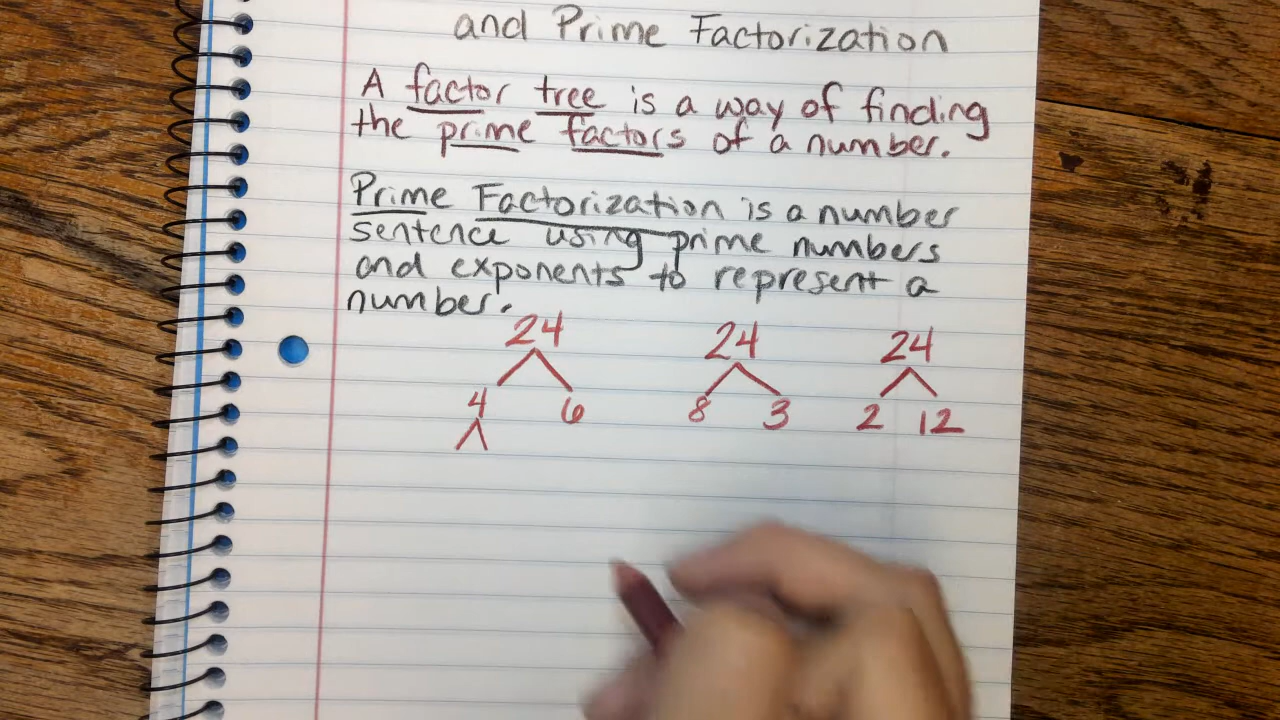 and Prime Factorization
A factor tree is a way of finding
the prime factors of a number.
Prime Factorization is a number
sentence using prime numbers
and exponents to represent a
number.
24 24 24
4 6 8 3 2 12